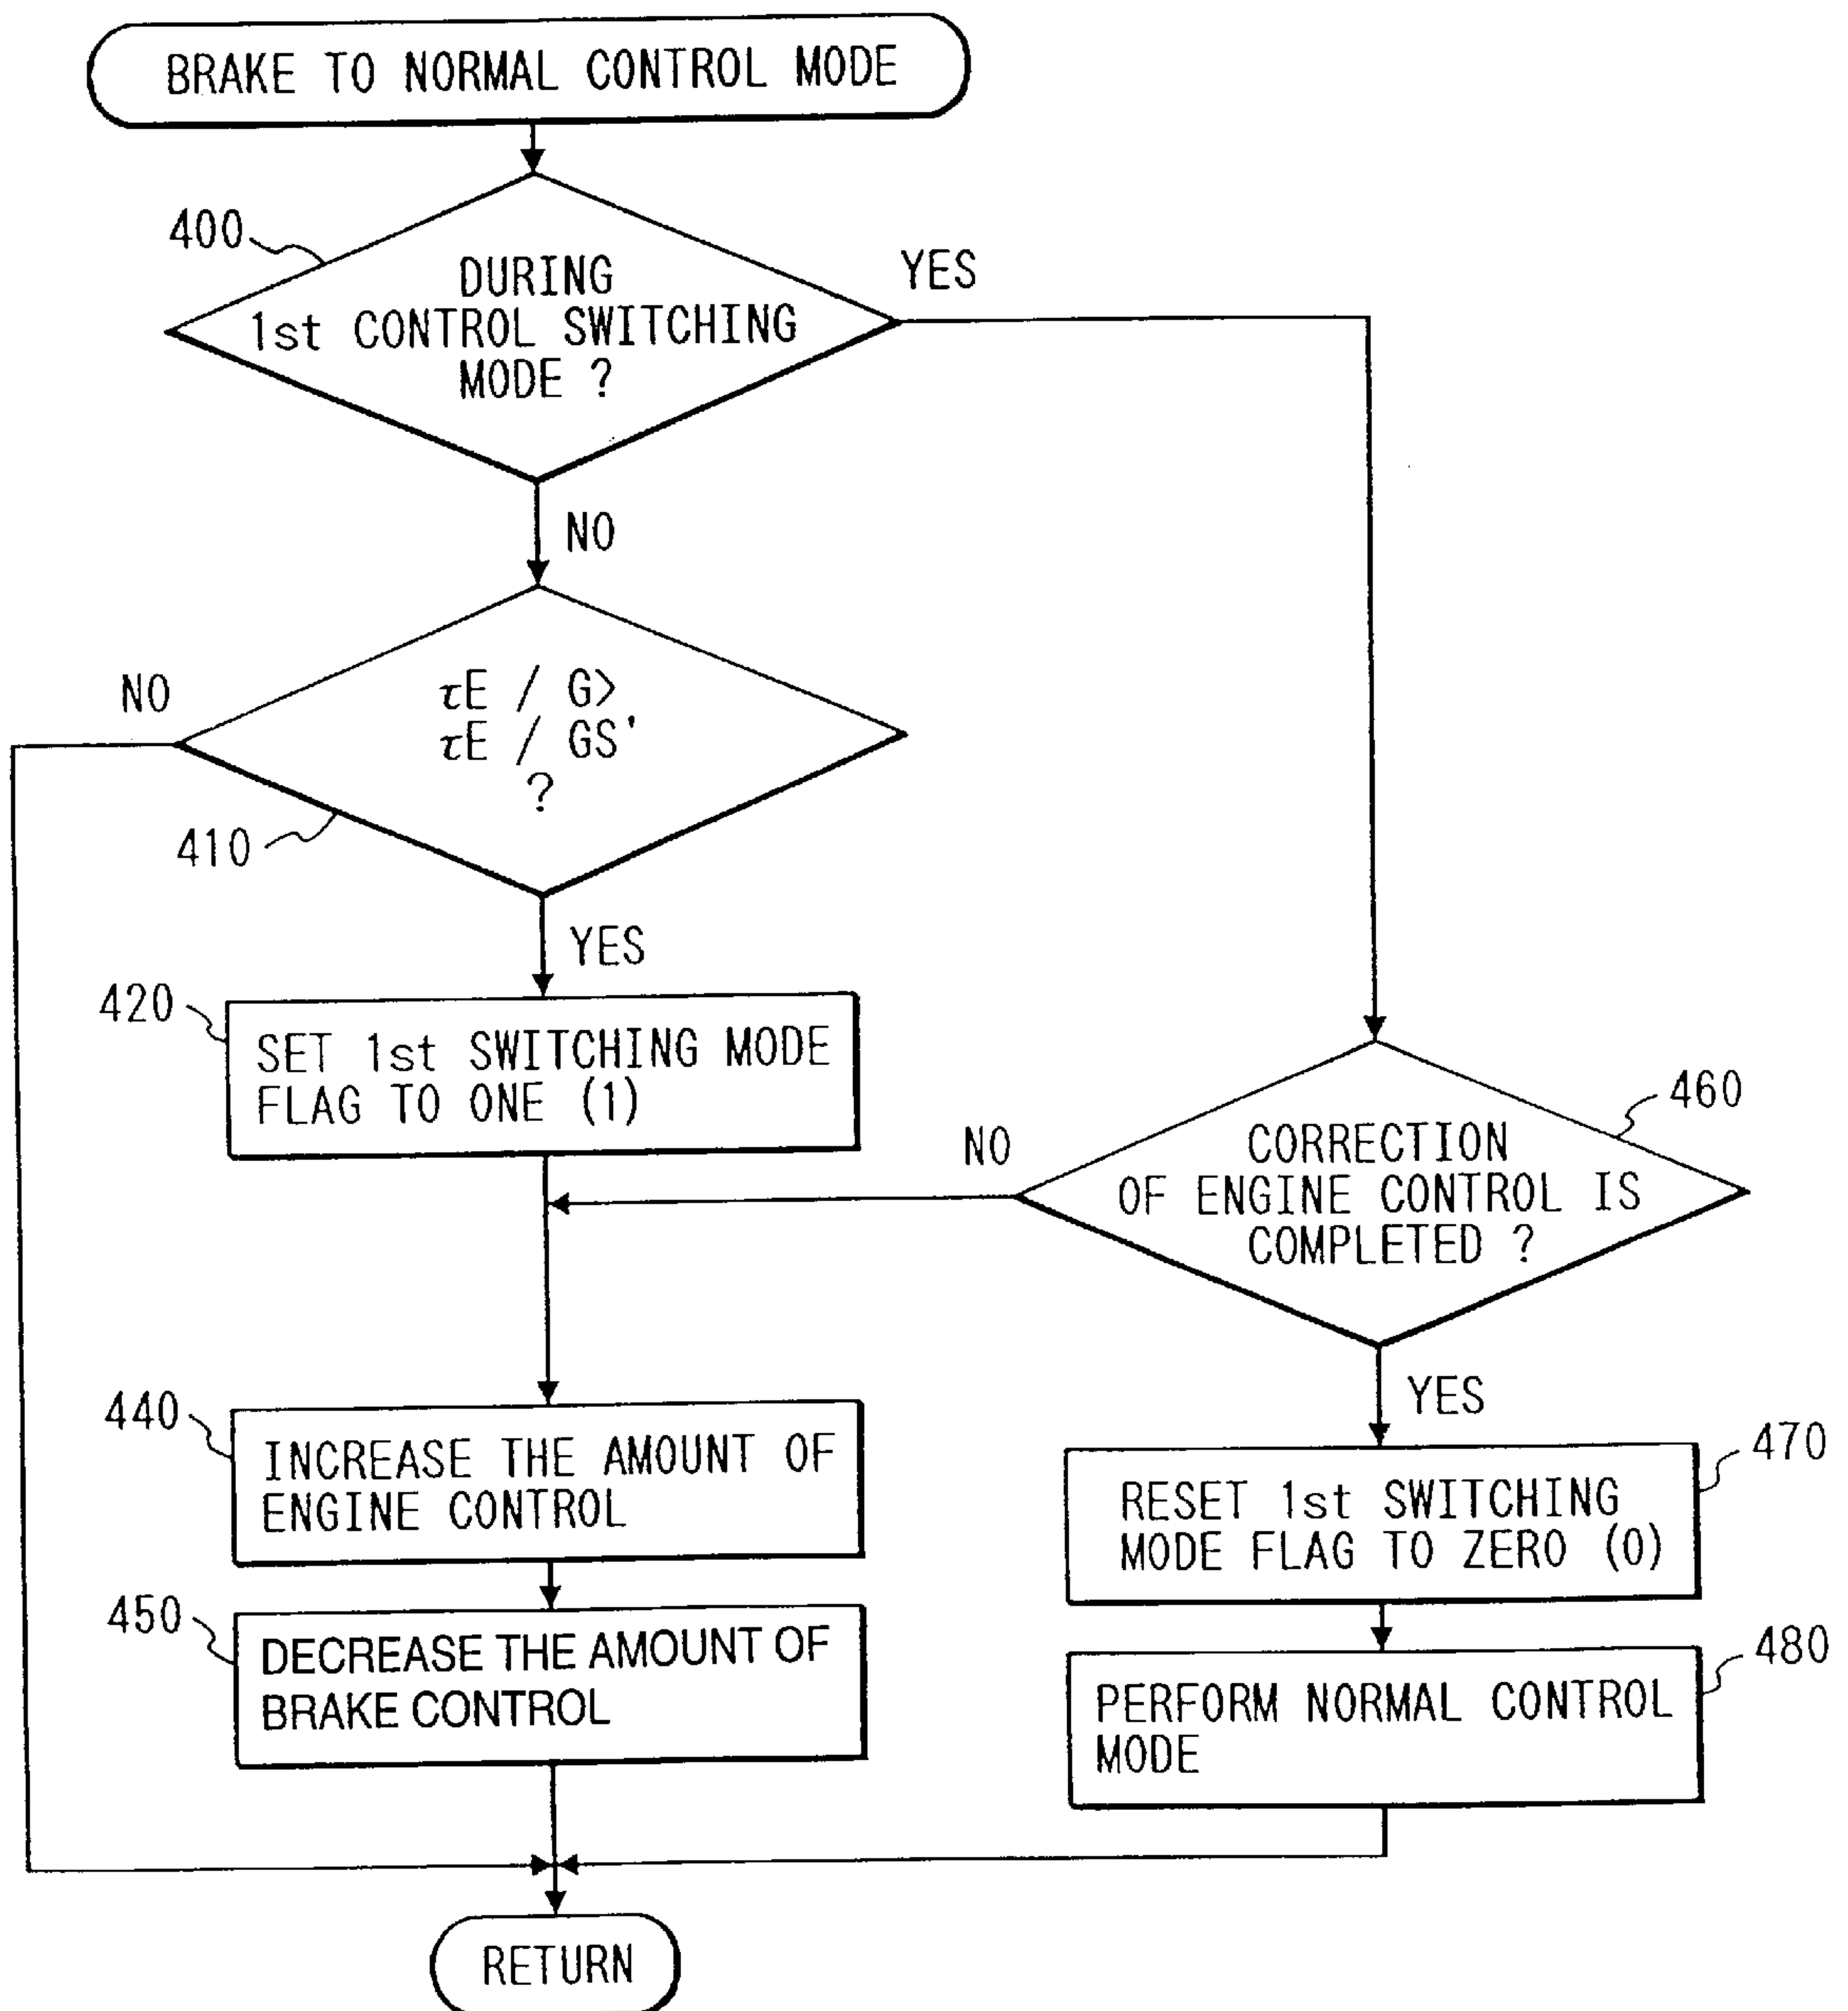 BRAKE TO NORMAL CONTROL MODE
400
DURING
1st CONTROL SWITCHING
MODE ?
YES
NO
τE / G>
τE / GS'
?
NO
410
YES
420
SET 1st SWITCHING MODE
FLAG TO ONE (1)
460
CORRECTION
OF ENGINE CONTROL IS
COMPLETED ?
NO
YES
440
INCREASE THE AMOUNT OF
ENGINE CONTROL
470
RESET 1st SWITCHING
MODE FLAG TO ZERO (0)
450
DECREASE THE AMOUNT OF
BRAKE CONTROL
480
PERFORM NORMAL CONTROL
MODE
RETURN